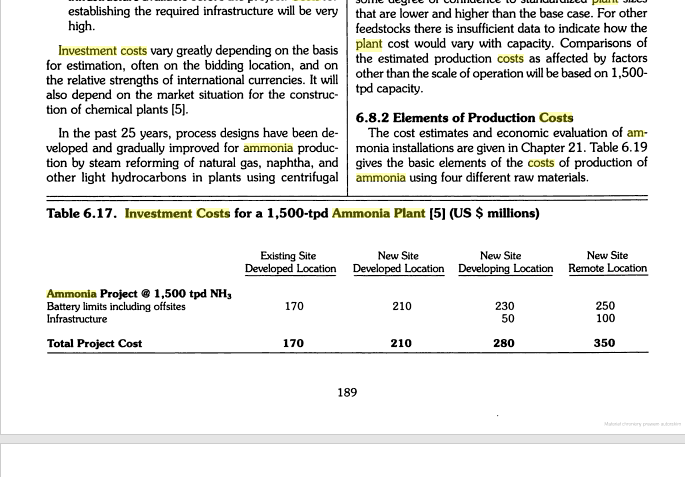 establishing the required infrastructure will be very
high.
Investment costs vary greatly depending on the basis
for estimation, often on the bidding location, and on
the relative strengths of international currencies. It will
also depend on the market situation for the construc-
tion of chemical plants [5].
In the past 25 years, process designs have been de-
veloped and gradually improved for ammonia produc-
tion by steam reforming of natural gas, naphtha, and
other light hydrocarbons in plants using centrifugal
some degree of confidence to standardized plant sizes
that are lower and higher than the base case. For other
feedstocks there is insufficient data to indicate how the
plant cost would vary with capacity. Comparisons of
the estimated production costs as affected by factors
other than the scale of operation will be based on 1,500-
tpd capacity.
6.8.2 Elements of Production Costs
The cost estimates and economic evaluation of am-
monia installations are given in Chapter 21. Table 6.19
gives the basic elements of the costs of production of
ammonia using four different raw materials.
Table 6.17. Investment Costs for a 1,500-tpd Ammonia Plant [5] (US $ millions)
Existing Site New Site New Site New Site
Developed Location Developed Location Developing Location Remote Location
Ammonia Project @ 1,500 tpd NH₃
Battery limits including offsites 170 210 230 250
Infrastructure 50 100
Total Project Cost 170 210 280 350
189